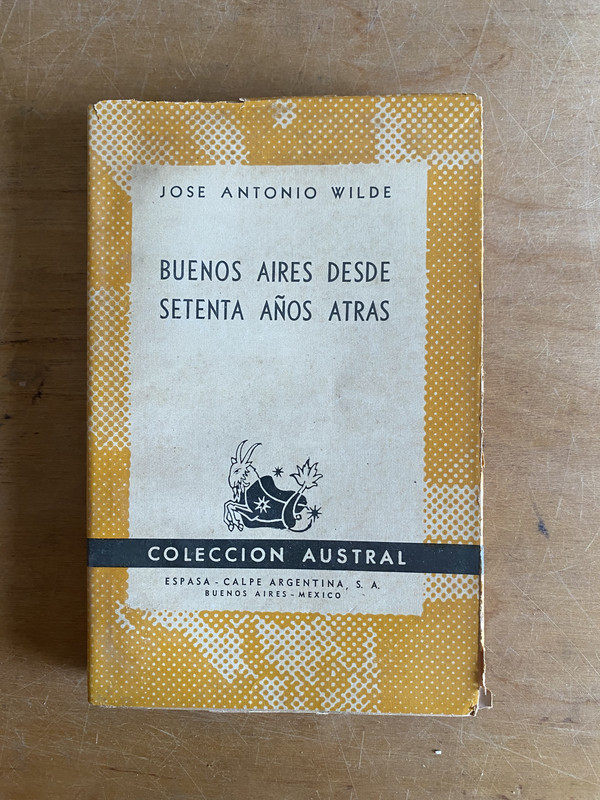 JOSE ANTONIO WILDE
BUENOS AIRES DESDE
SETENTA AÑOS ATRAS
COLECCION AUSTRAL
ESPASA - CALPE ARGENTINA, S. A.
BUENOS AIRES - MEXICO